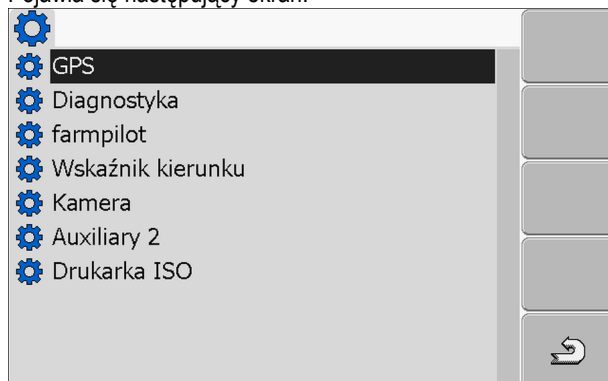 Pojawia się następujący ekran:
GPS
Diagnostyka
farmpilot
Wskaźnik kierunku
Kamera
Auxiliary 2
Drukarka ISO